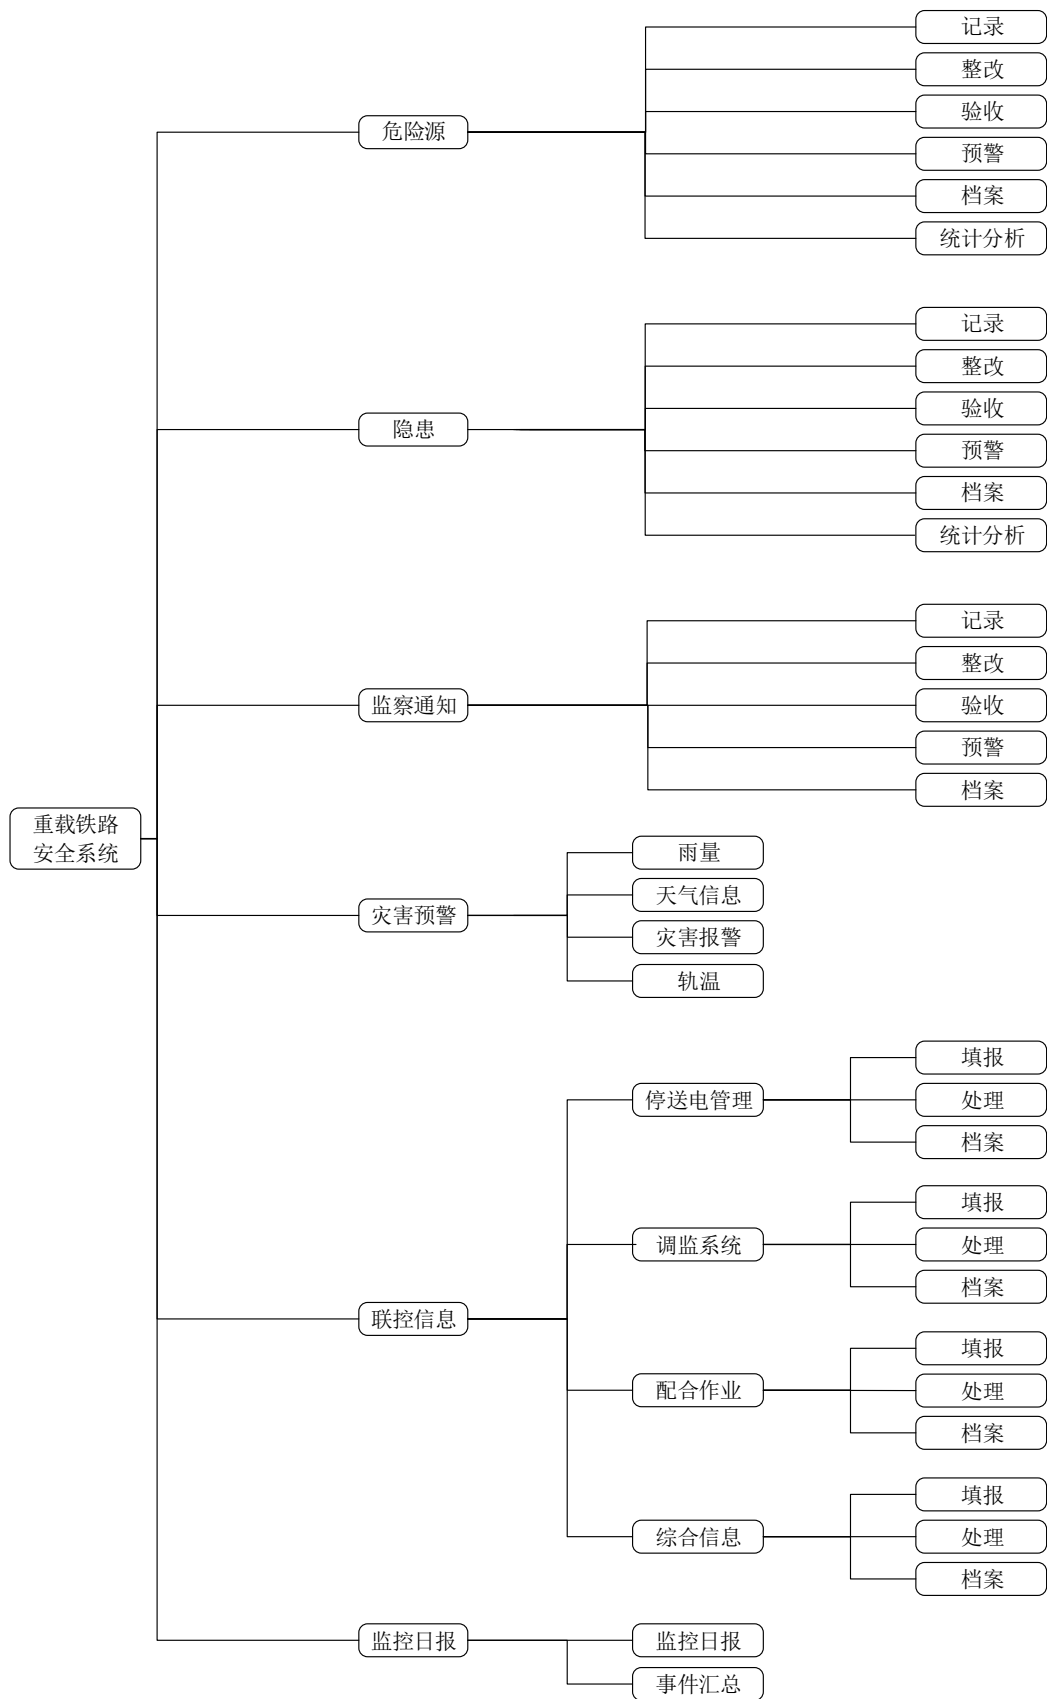 重载铁路
安全系统
危险源
记录
整改
验收
预警
档案
统计分析
隐患
记录
整改
验收
预警
档案
统计分析
监察通知
记录
整改
验收
预警
档案
灾害预警
雨量
天气信息
灾害报警
轨温
联控信息
停送电管理
填报
处理
档案
调监系统
填报
处理
档案
配合作业
填报
处理
档案
综合信息
填报
处理
档案
监控日报
监控日报
事件汇总